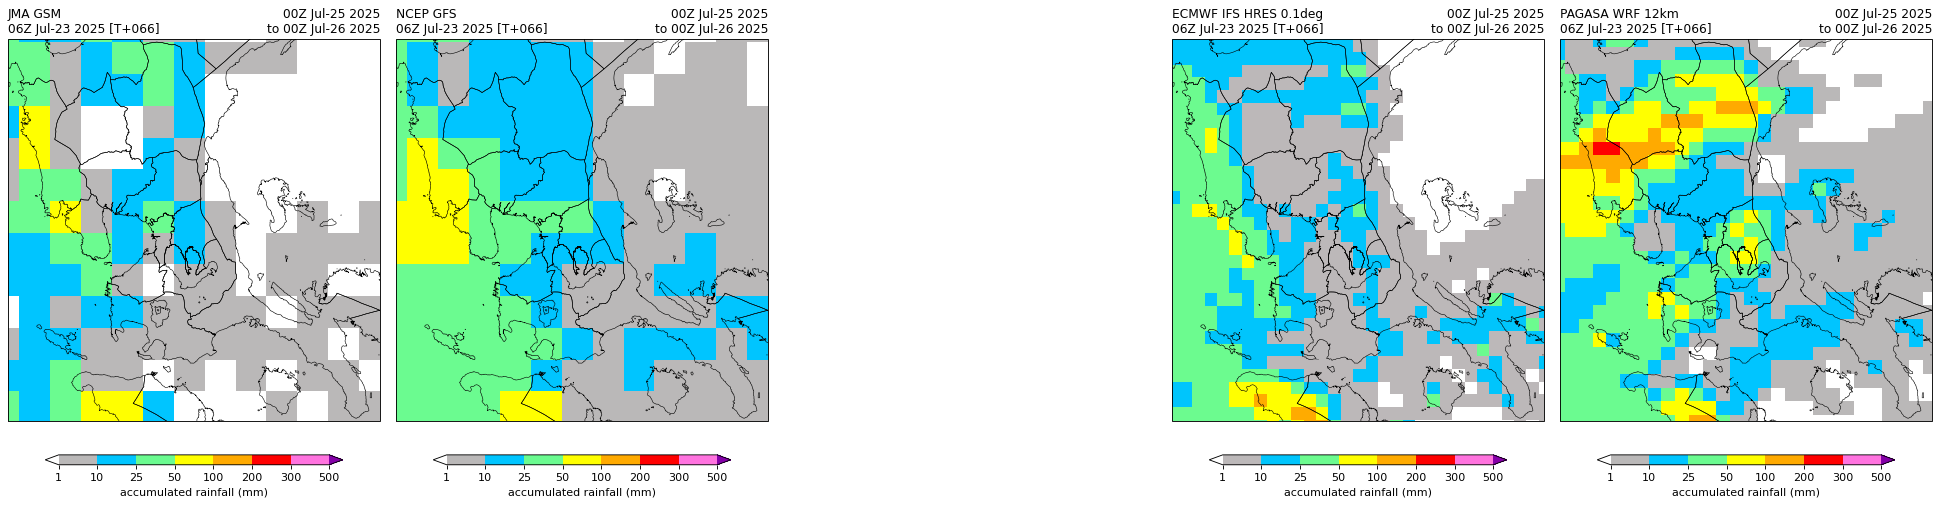 JMA GSM 00Z Jul-25 2025
06Z Jul-23 2025 [T+066] to 00Z Jul-26 2025
1 10 25 50 100 200 300 500
accumulated rainfall (mm)
NCEP GFS 00Z Jul-25 2025
06Z Jul-23 2025 [T+066] to 00Z Jul-26 2025
1 10 25 50 100 200 300 500
accumulated rainfall (mm)
ECMWF IFS HRES 0.1deg 00Z Jul-25 2025
06Z Jul-23 2025 [T+066] to 00Z Jul-26 2025
1 10 25 50 100 200 300 500
accumulated rainfall (mm)
PAGASA WRF 12km 00Z Jul-25 2025
06Z Jul-23 2025 [T+066] to 00Z Jul-26 2025
1 10 25 50 100 200 300 500
accumulated rainfall (mm)